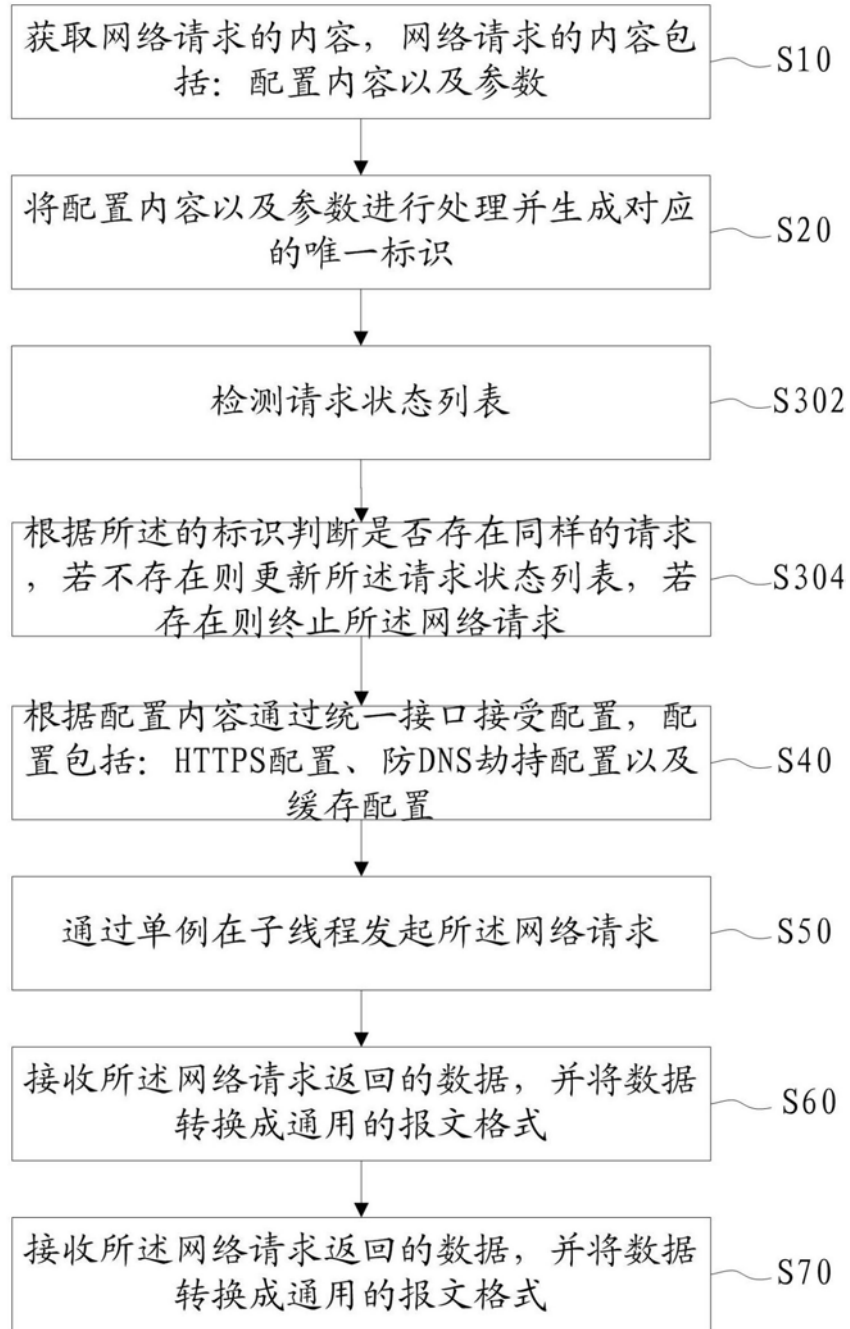 获取网络请求的内容，网络请求的内容包
括：配置内容以及参数
S10
将配置内容以及参数进行处理并生成对应
的唯一标识
S20
检测请求状态列表
S302
根据所述的标识判断是否存在同样的请求
，若不存在则更新所述请求状态列表，若
存在则终止所述网络请求
S304
根据配置内容通过统一接口接受配置，配
置包括：HTTPS配置、防DNS劫持配置以及
缓存配置
S40
通过单例在子线程发起所述网络请求
S50
接收所述网络请求返回的数据，并将数据
转换成通用的报文格式
S60
接收所述网络请求返回的数据，并将数据
转换成通用的报文格式
S70